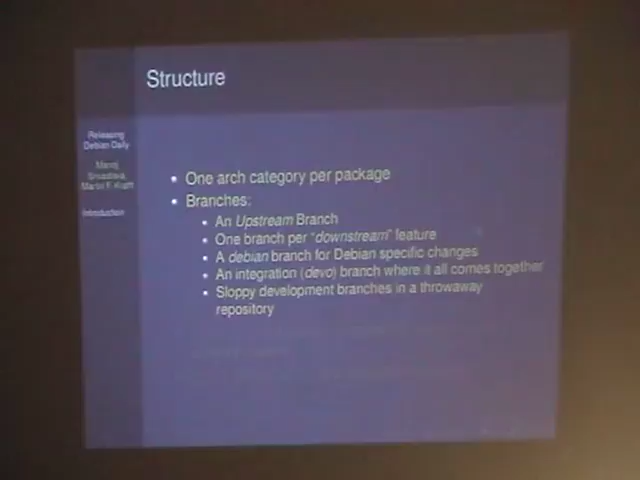 Structure
Releasing
Debian Daily
Manoj
Srivastava,
Martin F. Krafft
Introduction
One arch category per package
Branches:
An Upstream Branch
One branch per “downstream” feature
A debian branch for Debian specific changes
An integration (devo) branch where it all comes together
Sloppy development branches in a throwaway
repository